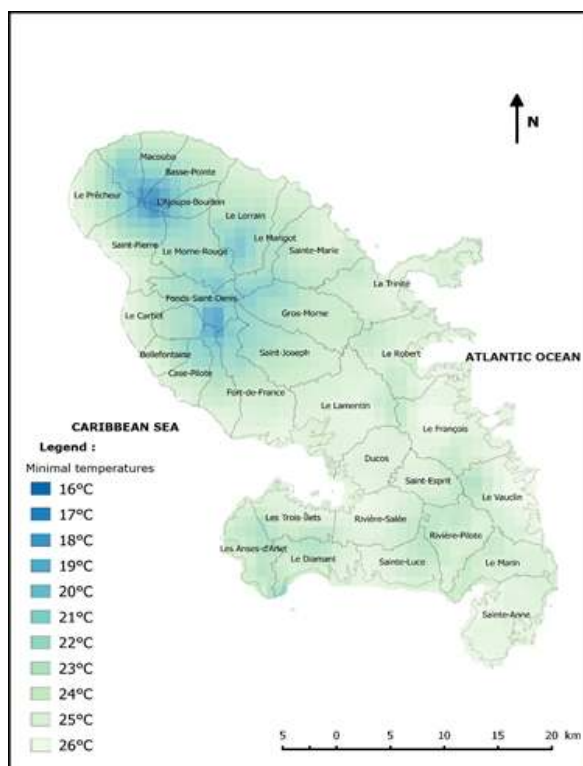 N
Macouba
Basse-Pointe
Le Prêcheur
L'Ajoupa-Bouillon
Le Lorrain
Saint-Pierre
Le Morne-Rouge
Le Marigot
Sainte-Marie
La Trinité
Fonds-Saint-Denis
Le Carbet
Gros-Morne
Bellefontaine
Saint-Joseph
Le Robert
ATLANTIC OCEAN
Case-Pilote
Fort-de-France
Le Lamentin
CARIBBEAN SEA
Le François
Legend :
Minimal temperatures
Ducos
Saint-Esprit
Le Vauclin
16°C
17°C
18°C
19°C
20°C
21°C
22°C
23°C
24°C
25°C
26°C
Les Trois-Îlets
Rivière-Salée
Rivière-Pilote
Les Anses-d'Arlet
Le Diamant
Sainte-Luce
Le Marin
Sainte-Anne
5 0 5 10 15 20 km